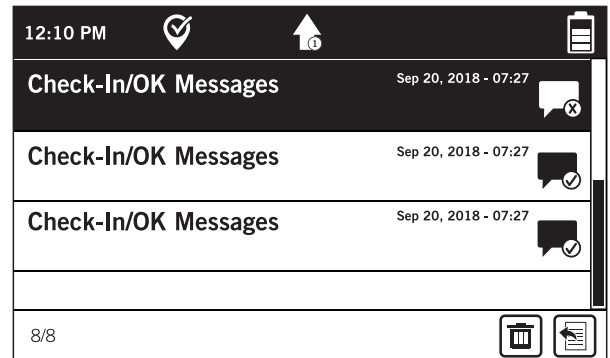 12:10 PM 1
Check-In/OK Messages Sep 20, 2018 - 07:27
Check-In/OK Messages Sep 20, 2018 - 07:27
Check-In/OK Messages Sep 20, 2018 - 07:27
8/8